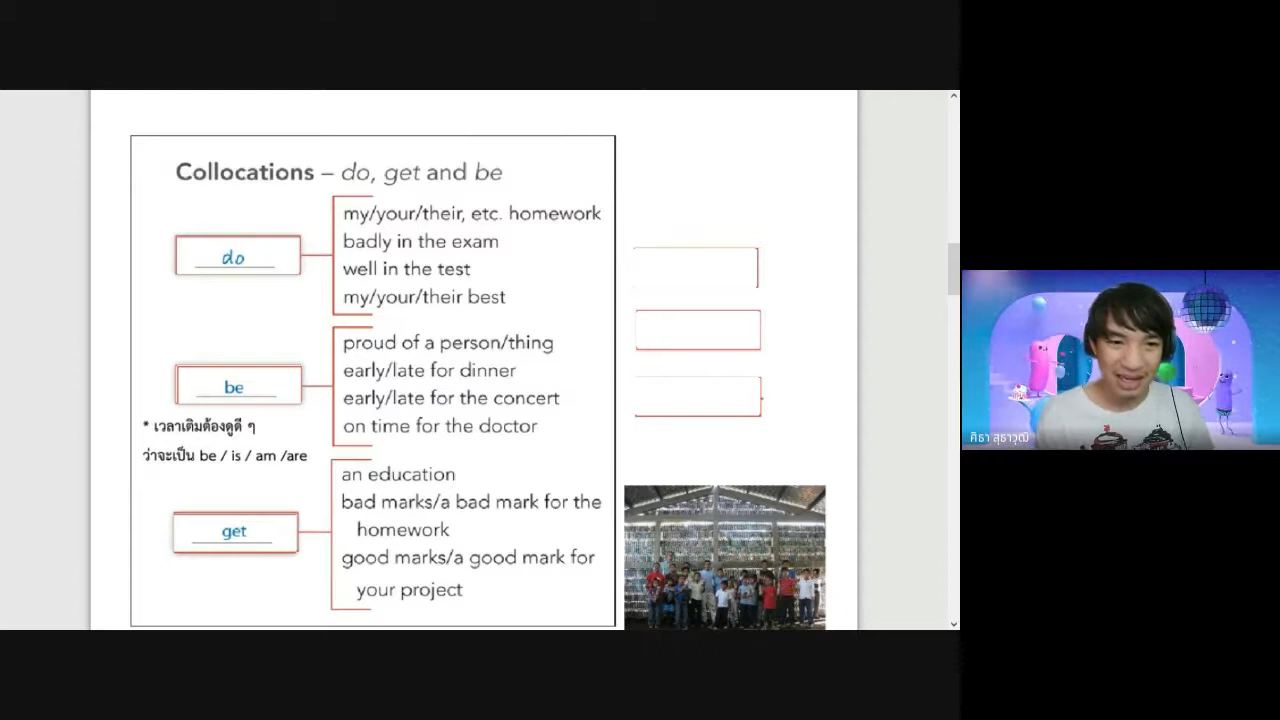 Collocations – do, get and be
do
my/your/their, etc. homework
badly in the exam
well in the test
my/your/their best
be
proud of a person/thing
early/late for dinner
early/late for the concert
on time for the doctor
* เวลาเติมต้องดูดี ๆ
ว่าจะเป็น be / is / am /are
get
an education
bad marks/a bad mark for the
homework
good marks/a good mark for
your project
ศิธา สุธาวุฒิ